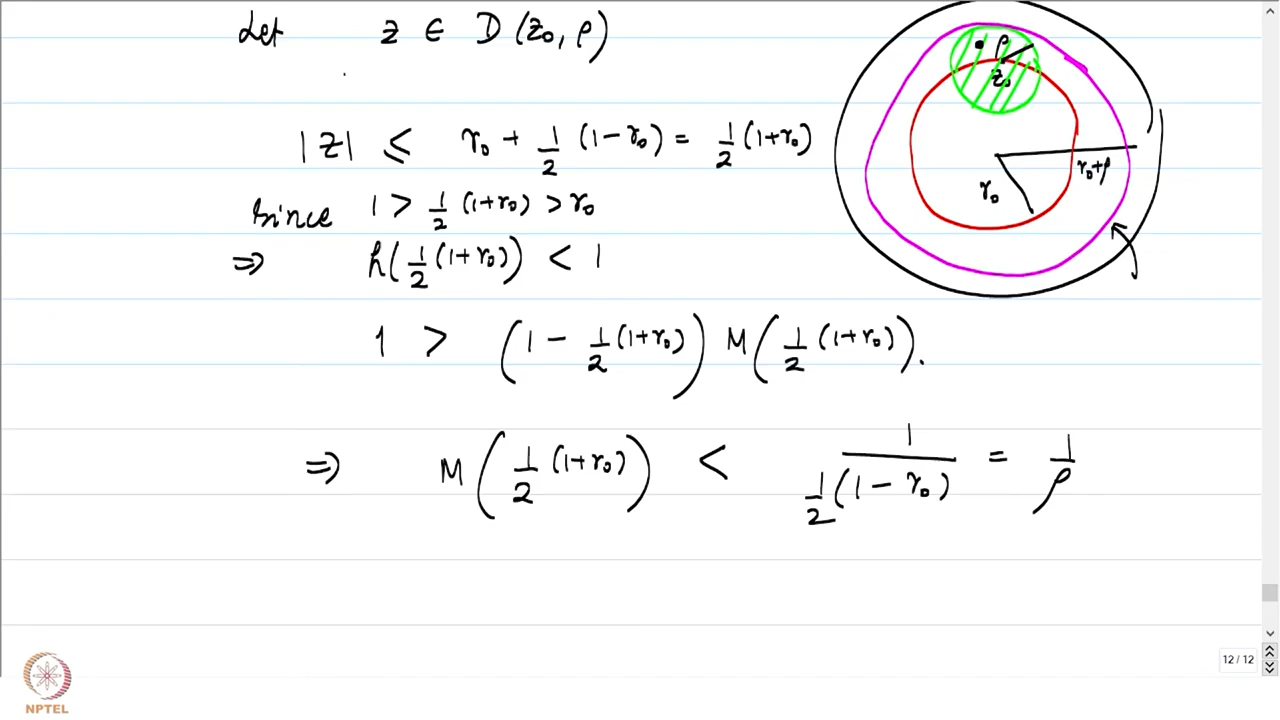 Let z ∈ D(z₀, ρ)
|z| ≤ r₀ + 1/2 (1-r₀) = 1/2 (1+r₀)
since 1 > 1/2 (1+r₀) > r₀
⇒ h(1/2 (1+r₀)) < 1
1 > (1 - 1/2 (1+r₀)) M(1/2 (1+r₀)).
⇒ M(1/2 (1+r₀)) < 1/(1/2 (1-r₀)) = 1/ρ
ρ
z₀
r₀+ρ
r₀
12 / 12
NPTEL